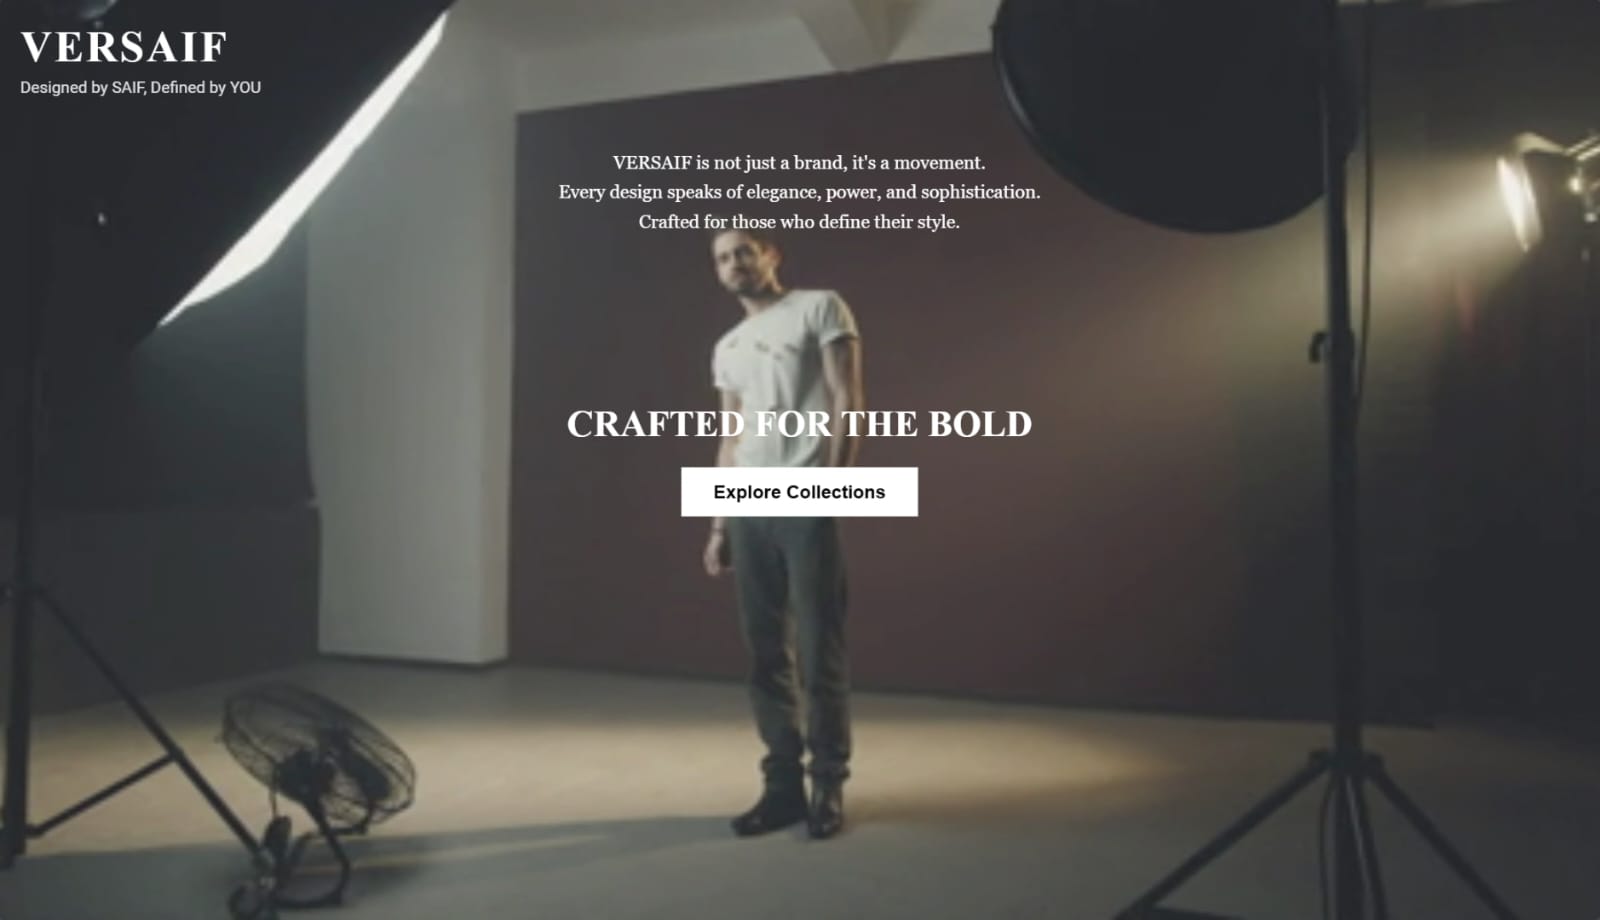 VERSAIF
Designed by SAIF, Defined by YOU
VERSAIF is not just a brand, it's a movement.
Every design speaks of elegance, power, and sophistication.
Crafted for those who define their style.
CRAFTED FOR THE BOLD
Explore Collections